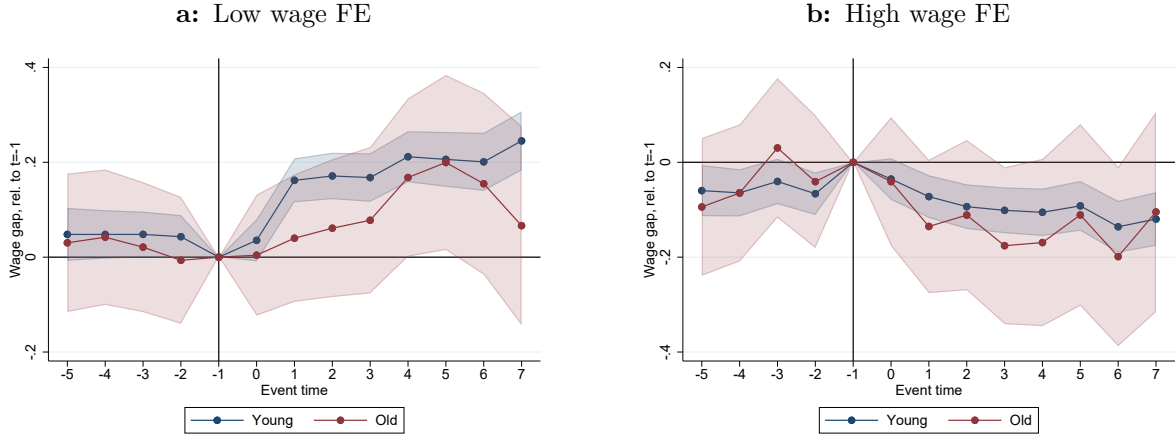 a: Low wage FE
Wage gap, rel. to t=-1
.4
.2
0
-.2
-5 -4 -3 -2 -1 0 1 2 3 4 5 6 7
Event time
Young Old
b: High wage FE
Wage gap, rel. to t=-1
.2
0
-.2
-.4
-5 -4 -3 -2 -1 0 1 2 3 4 5 6 7
Event time
Young Old